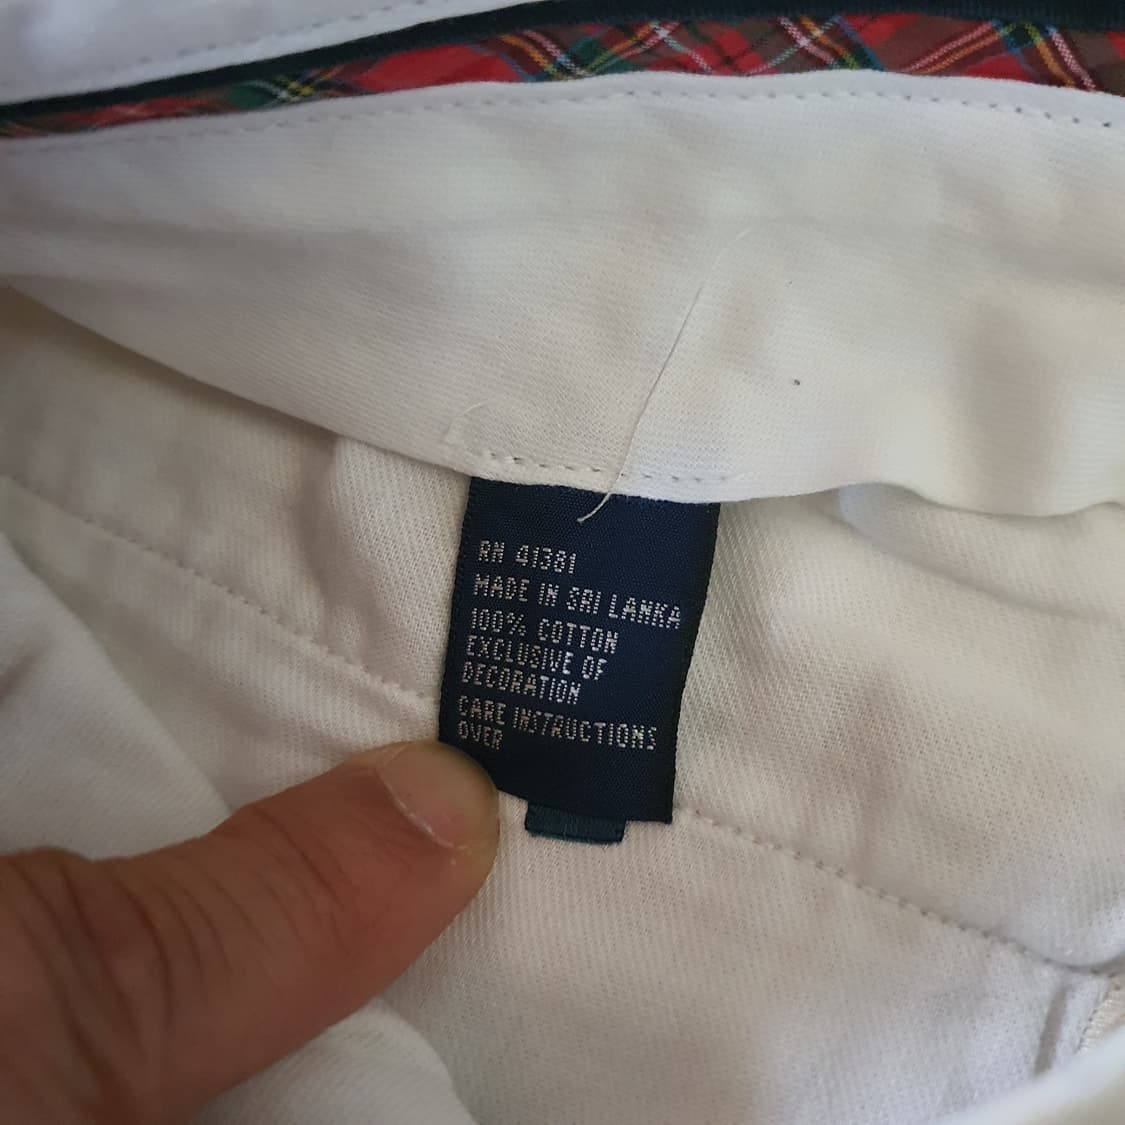 RN 41381
MADE IN SRI LANKA
100% COTTON
EXCLUSIVE OF
DECORATION
CARE INSTRUCTIONS
OVER